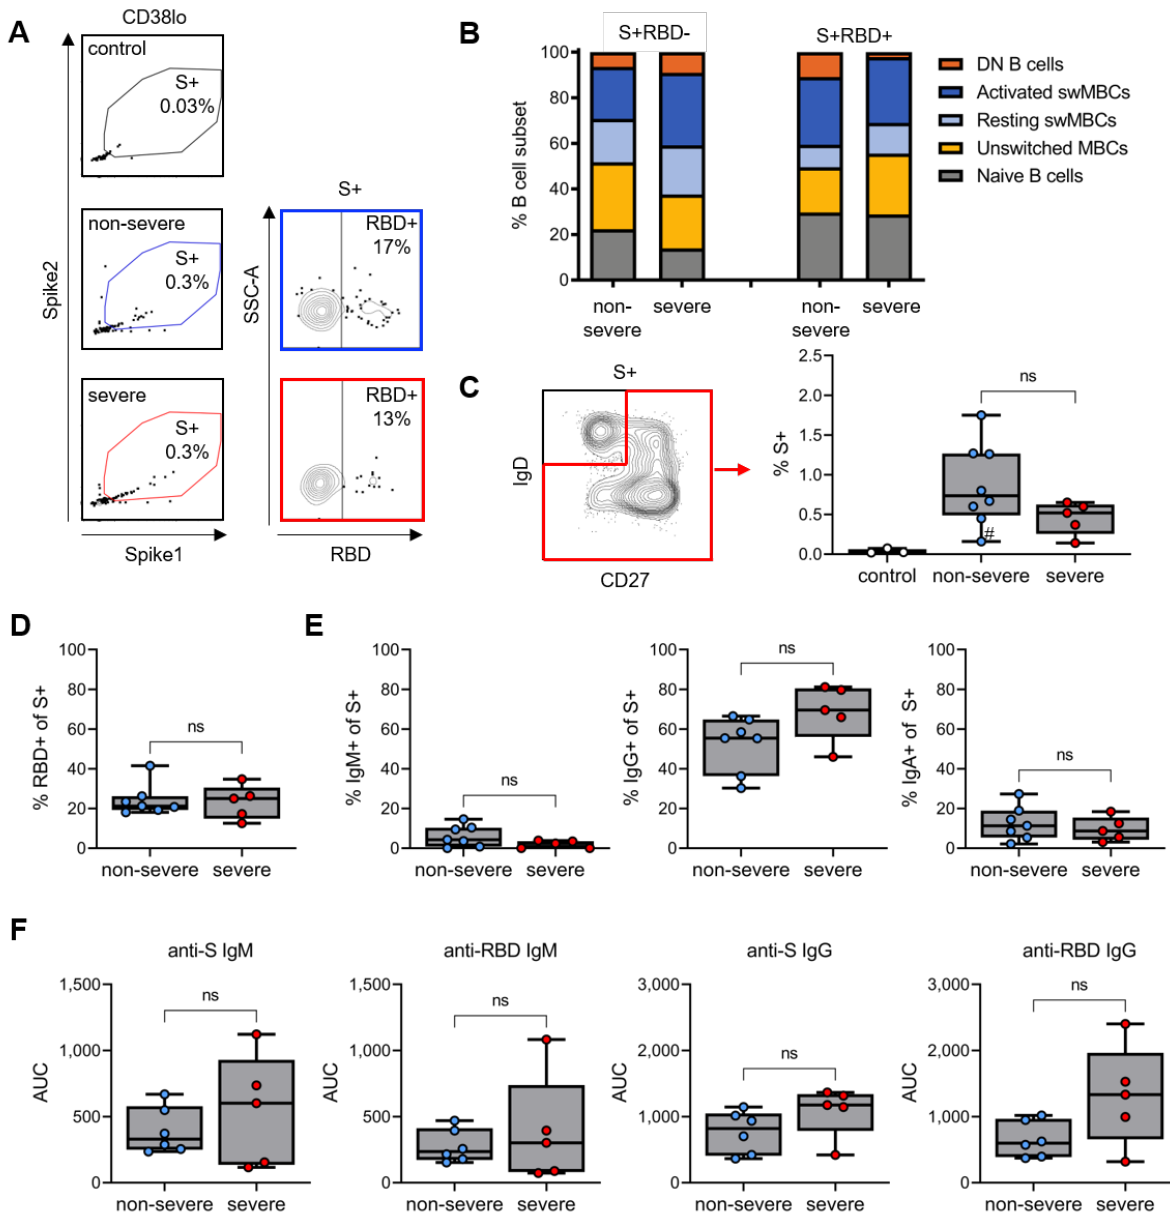 A
CD38lo
control
S+
0.03%
non-severe
S+
0.3%
severe
S+
0.3%
Spike2
Spike1
S+
RBD+
17%
RBD+
13%
SSC-A
RBD
B
S+RBD-
S+RBD+
% B cell subset
100
80
60
40
20
0
non-
severe
severe
non-
severe
severe
DN B cells
Activated swMBCs
Resting swMBCs
Unswitched MBCs
Naive B cells
C
S+
IgD
CD27
% S+
2.5
2.0
1.5
1.0
0.5
0.0
ns
#
control
non-severe
severe
D
% RBD+ of S+
100
80
60
40
20
0
ns
non-severe
severe
E
% IgM+ of S+
100
80
60
40
20
0
ns
non-severe
severe
% IgG+ of S+
100
80
60
40
20
0
ns
non-severe
severe
% IgA+ of S+
100
80
60
40
20
0
ns
non-severe
severe
F
anti-S IgM
AUC
1,500
1,000
500
0
ns
non-severe
severe
anti-RBD IgM
AUC
1,500
1,000
500
0
ns
non-severe
severe
anti-S IgG
AUC
3,000
2,000
1,000
0
ns
non-severe
severe
anti-RBD IgG
AUC
3,000
2,000
1,000
0
ns
non-severe
severe